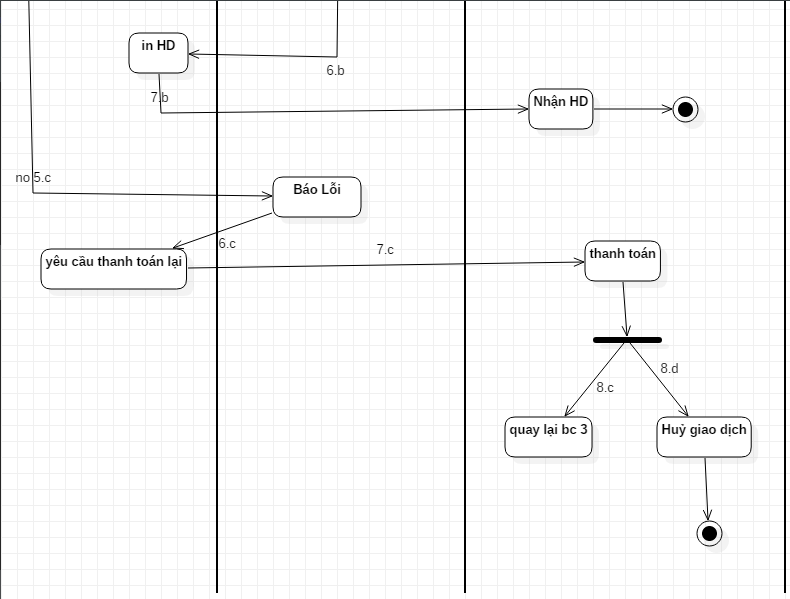 in HD
6.b
7.b
Nhận HD
no 5.c
Báo Lỗi
6.c
7.c
yêu cầu thanh toán lại
thanh toán
8.d
8.c
quay lại bc 3
Huỷ giao dịch